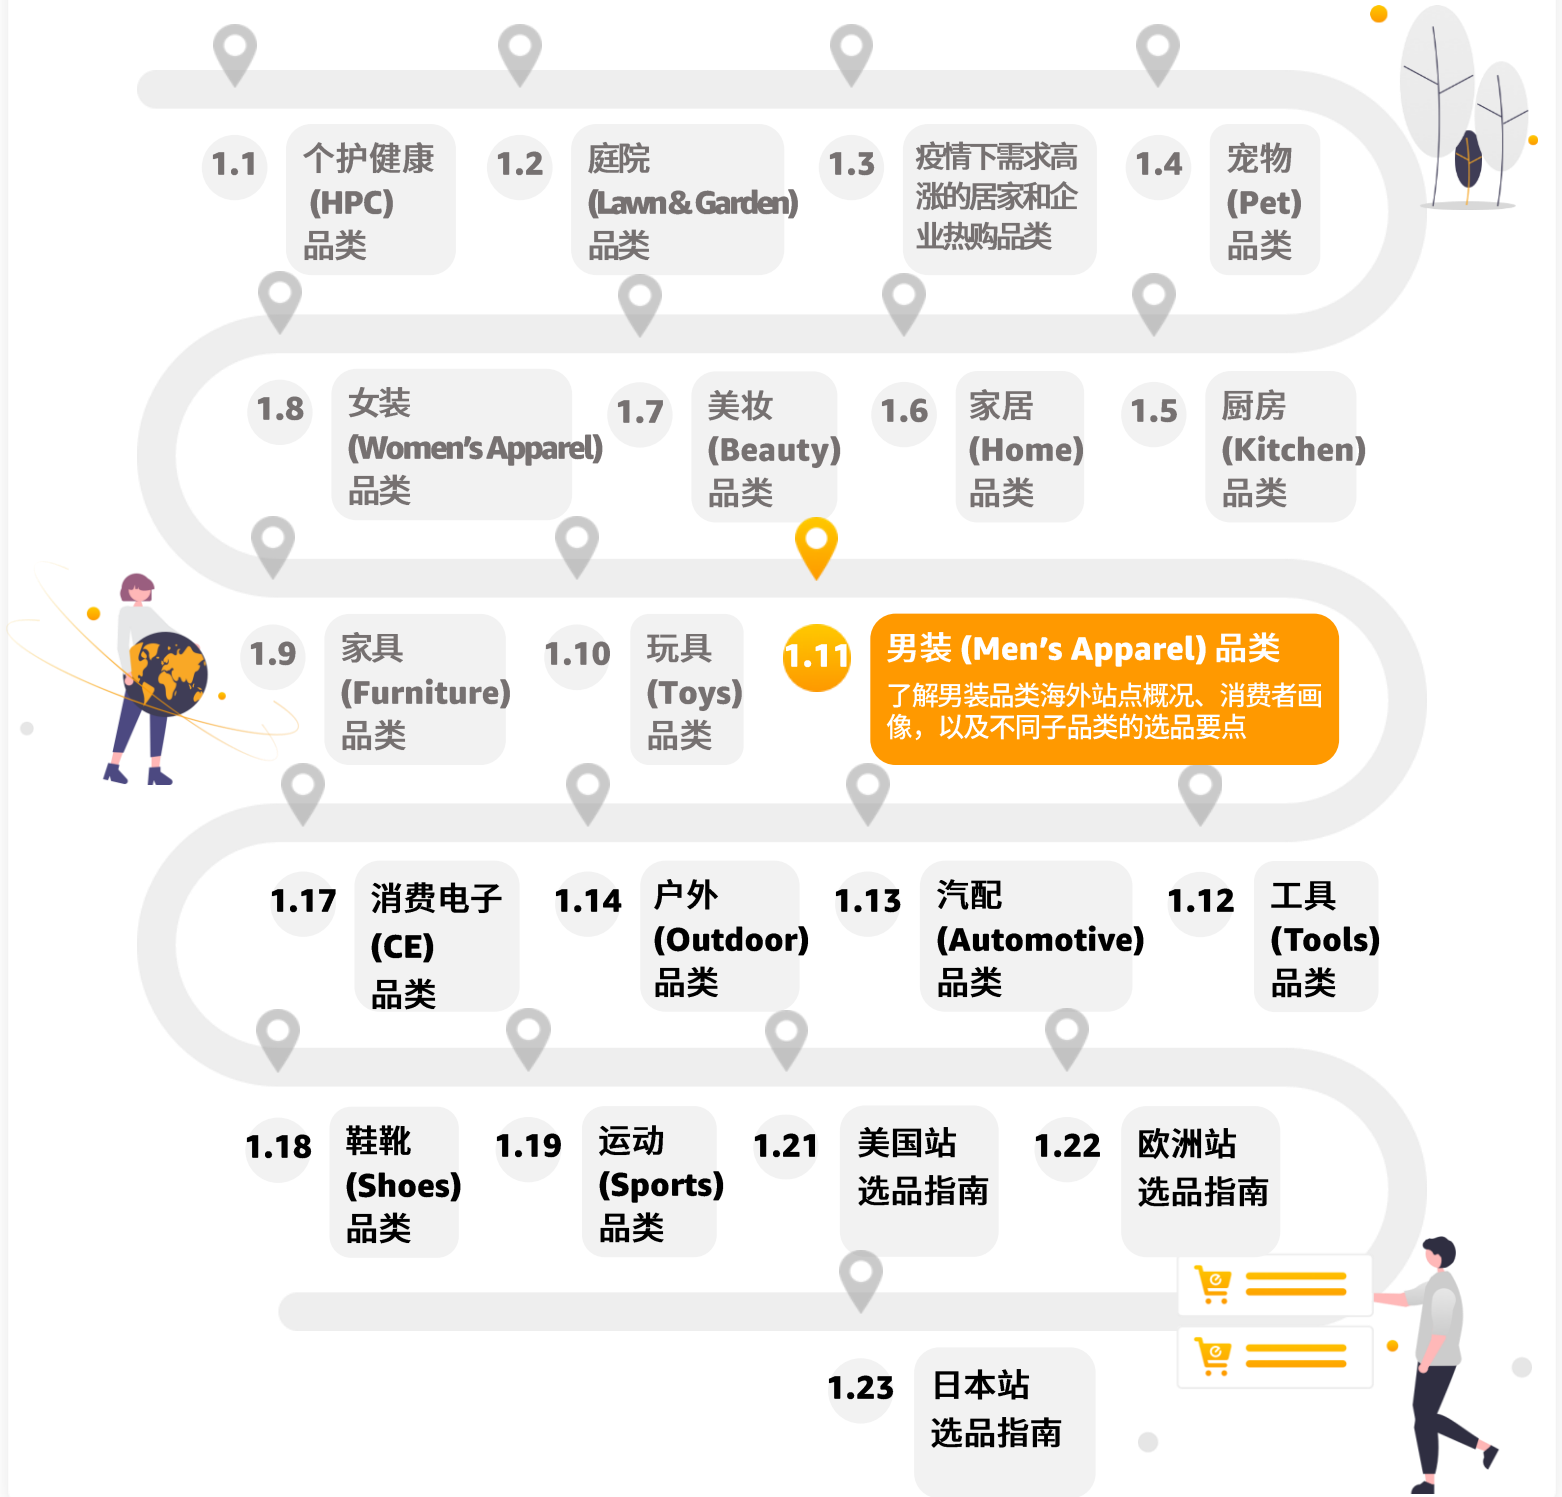 1.1
个护健康
(HPC)
品类
1.2
庭院
(Lawn & Garden)
品类
1.3
疫情下需求高
涨的居家和企
业热购品类
1.4
宠物
(Pet)
品类
1.8
女装
(Women’s Apparel)
品类
1.7
美妆
(Beauty)
品类
1.6
家居
(Home)
品类
1.5
厨房
(Kitchen)
品类
1.9
家具
(Furniture)
品类
1.10
玩具
(Toys)
品类
1.11
男装 (Men’s Apparel) 品类
了解男装品类海外站点概况、消费者画
像，以及不同子品类的选品要点
1.17
消费电子
(CE)
品类
1.14
户外
(Outdoor)
品类
1.13
汽配
(Automotive)
品类
1.12
工具
(Tools)
品类
1.18
鞋靴
(Shoes)
品类
1.19
运动
(Sports)
品类
1.21
美国站
选品指南
1.22
欧洲站
选品指南
1.23
日本站
选品指南